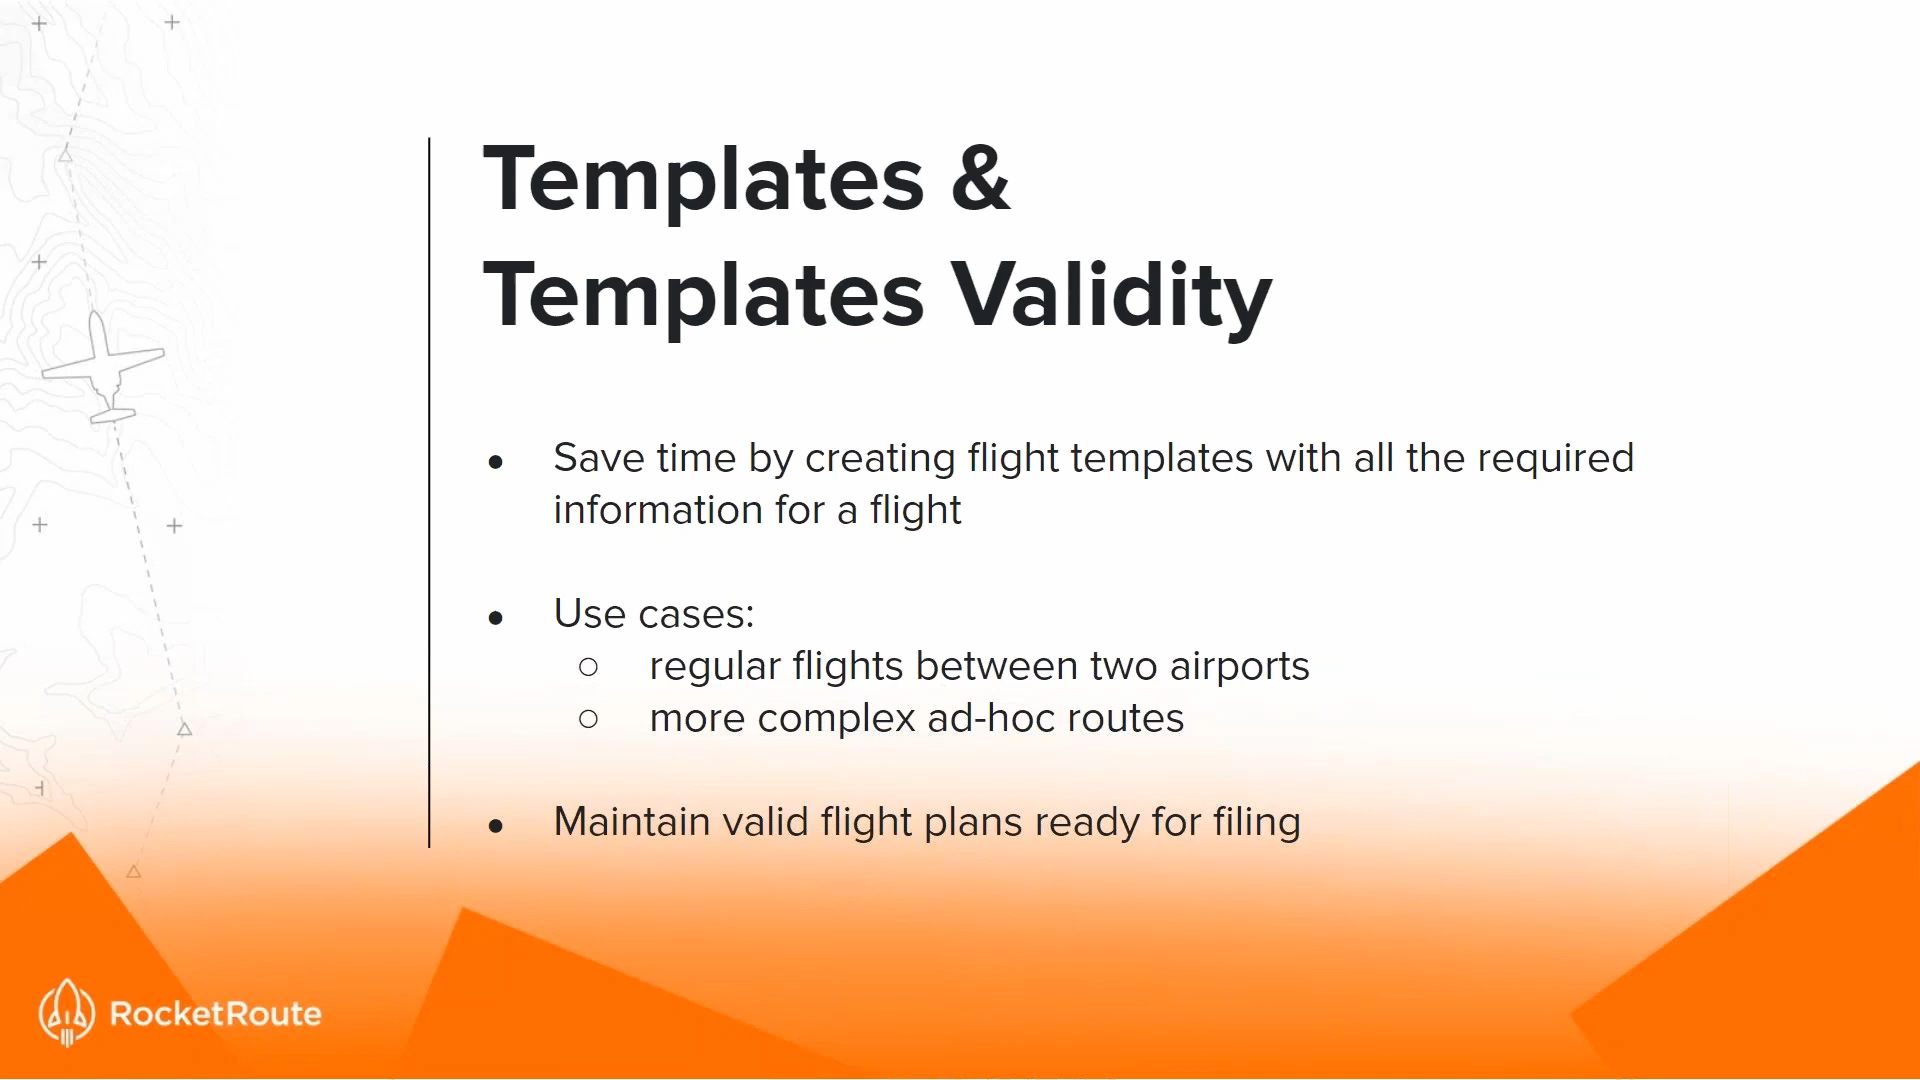 Templates &
Templates Validity
● Save time by creating flight templates with all the required
information for a flight
● Use cases:
○ regular flights between two airports
○ more complex ad-hoc routes
● Maintain valid flight plans ready for filing
RocketRoute